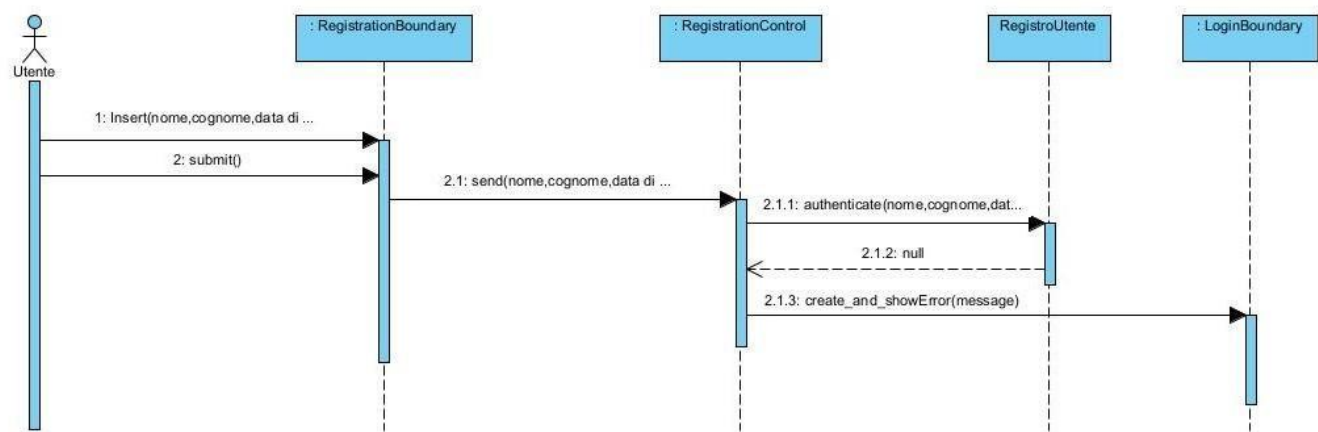 : RegistrationBoundary
: RegistrationControl
RegistroUtente
: LoginBoundary
Utente
1: Insert(nome,cognome,data di ...
2: submit()
2.1: send(nome,cognome,data di ...
2.1.1: authenticate(nome,cognome,dat...
2.1.2: null
2.1.3: create_and_showError(message)